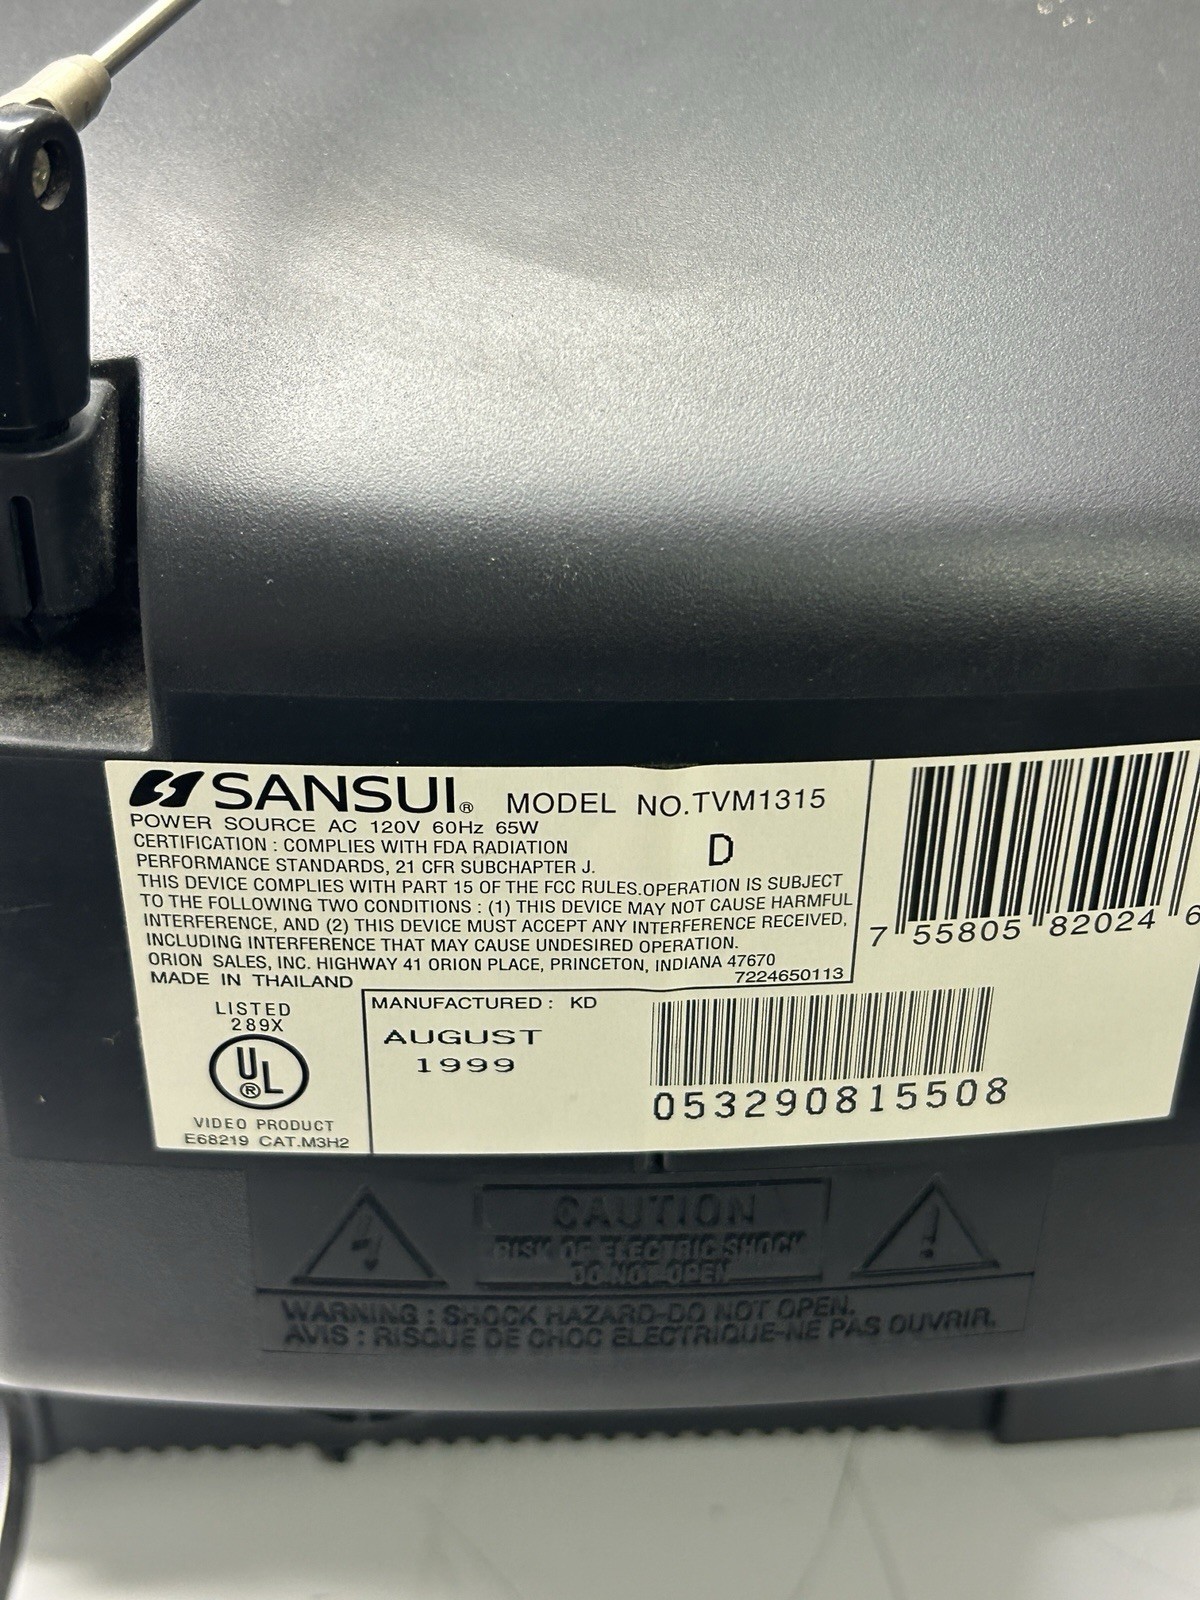 SANSUI® MODEL NO.TVM1315
POWER SOURCE AC 120V 60Hz 65W
D
CERTIFICATION : COMPLIES WITH FDA RADIATION
PERFORMANCE STANDARDS, 21 CFR SUBCHAPTER J.
THIS DEVICE COMPLIES WITH PART 15 OF THE FCC RULES.OPERATION IS SUBJECT
TO THE FOLLOWING TWO CONDITIONS : (1) THIS DEVICE MAY NOT CAUSE HARMFUL
INTERFERENCE, AND (2) THIS DEVICE MUST ACCEPT ANY INTERFERENCE RECEIVED,
INCLUDING INTERFERENCE THAT MAY CAUSE UNDESIRED OPERATION.
ORION SALES, INC. HIGHWAY 41 ORION PLACE, PRINCETON, INDIANA 47670
MADE IN THAILAND
7224650113
7 55805 82024 6
LISTED
289X
UL®
VIDEO PRODUCT
E68219 CAT.M3H2
MANUFACTURED : KD
AUGUST
1999
053290815508
CAUTION
RISK OF ELECTRIC SHOCK
DO NOT OPEN
WARNING : SHOCK HAZARD-DO NOT OPEN.
AVIS : RISQUE DE CHOC ELECTRIQUE-NE PAS OUVRIR.